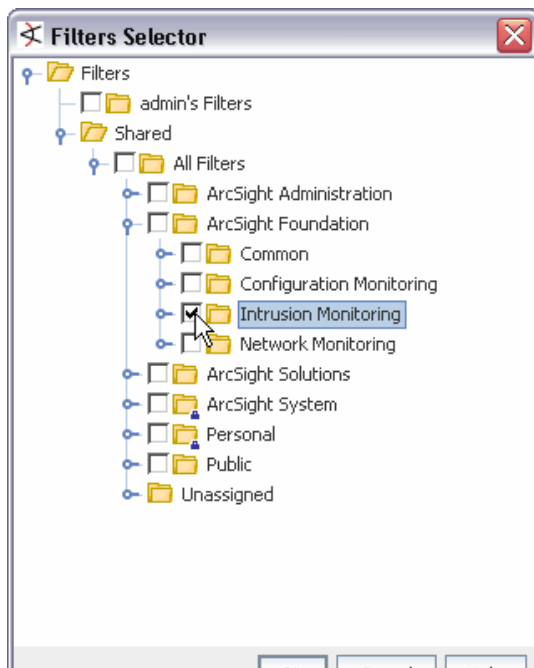 Filters Selector
Filters
admin's Filters
Shared
All Filters
ArcSight Administration
ArcSight Foundation
Common
Configuration Monitoring
Intrusion Monitoring
Network Monitoring
ArcSight Solutions
ArcSight System
Personal
Public
Unassigned